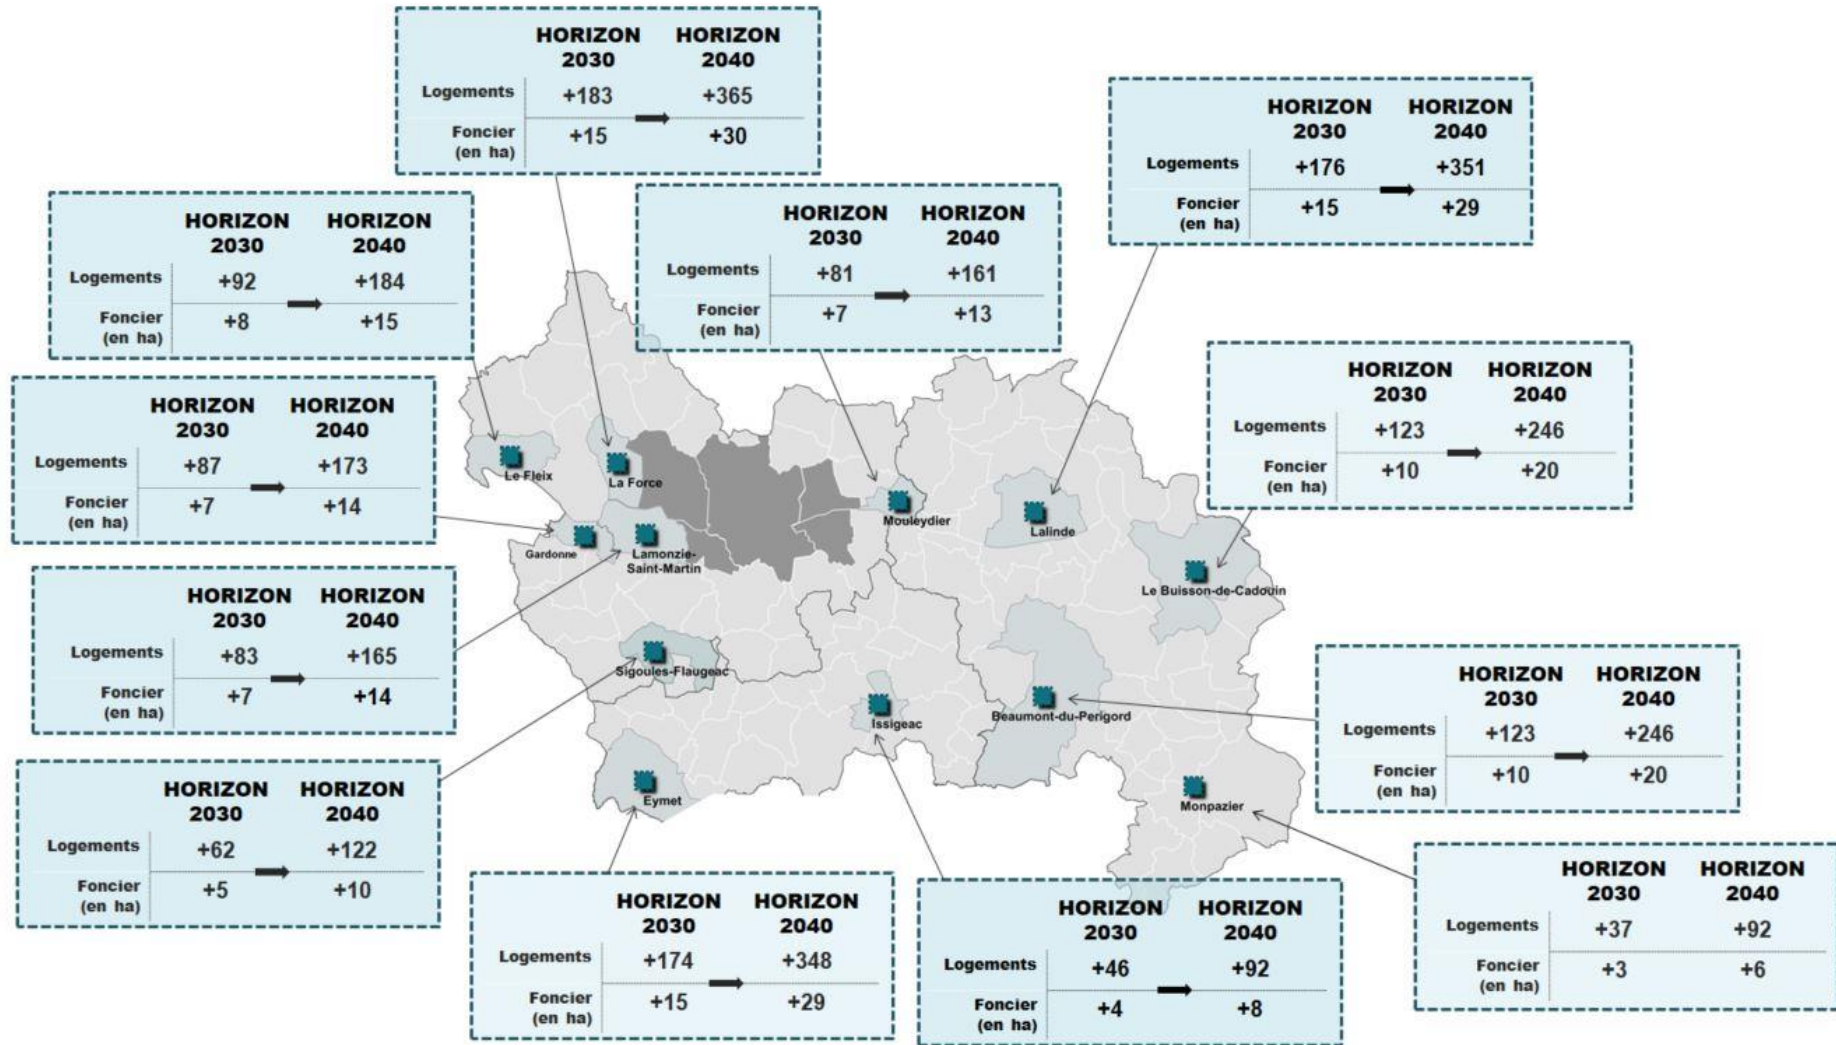 HORIZON 2030 HORIZON 2040
Logements +183 +365
Foncier (en ha) +15 +30
HORIZON 2030 HORIZON 2040
Logements +176 +351
Foncier (en ha) +15 +29
HORIZON 2030 HORIZON 2040
Logements +92 +184
Foncier (en ha) +8 +15
HORIZON 2030 HORIZON 2040
Logements +81 +161
Foncier (en ha) +7 +13
HORIZON 2030 HORIZON 2040
Logements +123 +246
Foncier (en ha) +10 +20
HORIZON 2030 HORIZON 2040
Logements +87 +173
Foncier (en ha) +7 +14
Le Fleix
La Force
Mouleydier
Lalinde
Gardonne
Lamonzie-
Saint-Martin
Le Buisson-de-Cadouin
HORIZON 2030 HORIZON 2040
Logements +83 +165
Foncier (en ha) +7 +14
Sigoules-Flaugeac
Issigeac
Beaumont-du-Perigord
HORIZON 2030 HORIZON 2040
Logements +123 +246
Foncier (en ha) +10 +20
Eymet
Monpazier
HORIZON 2030 HORIZON 2040
Logements +62 +122
Foncier (en ha) +5 +10
HORIZON 2030 HORIZON 2040
Logements +174 +348
Foncier (en ha) +15 +29
HORIZON 2030 HORIZON 2040
Logements +46 +92
Foncier (en ha) +4 +8
HORIZON 2030 HORIZON 2040
Logements +37 +92
Foncier (en ha) +3 +6